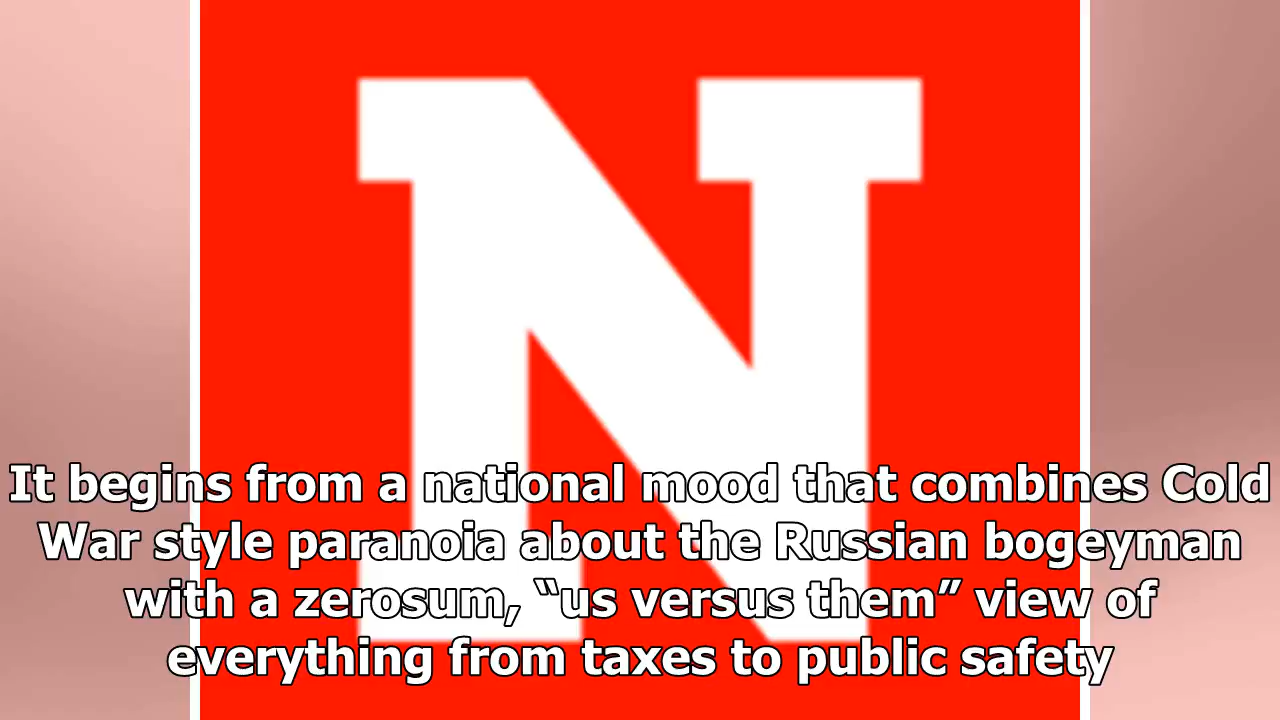 N
It begins from a national mood that combines Cold
War style paranoia about the Russian bogeyman
with a zerosum, “us versus them” view of
everything from taxes to public safety